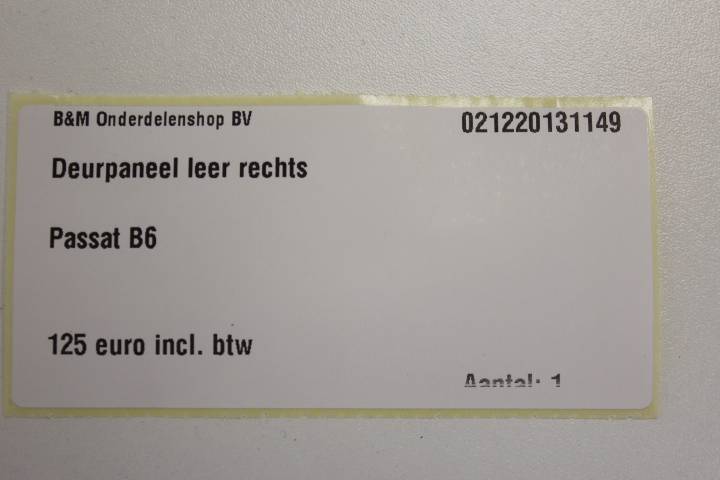 B&M Onderdelenshop BV
021220131149
Deurpaneel leer rechts
Passat B6
125 euro incl. btw
Aantal: 1